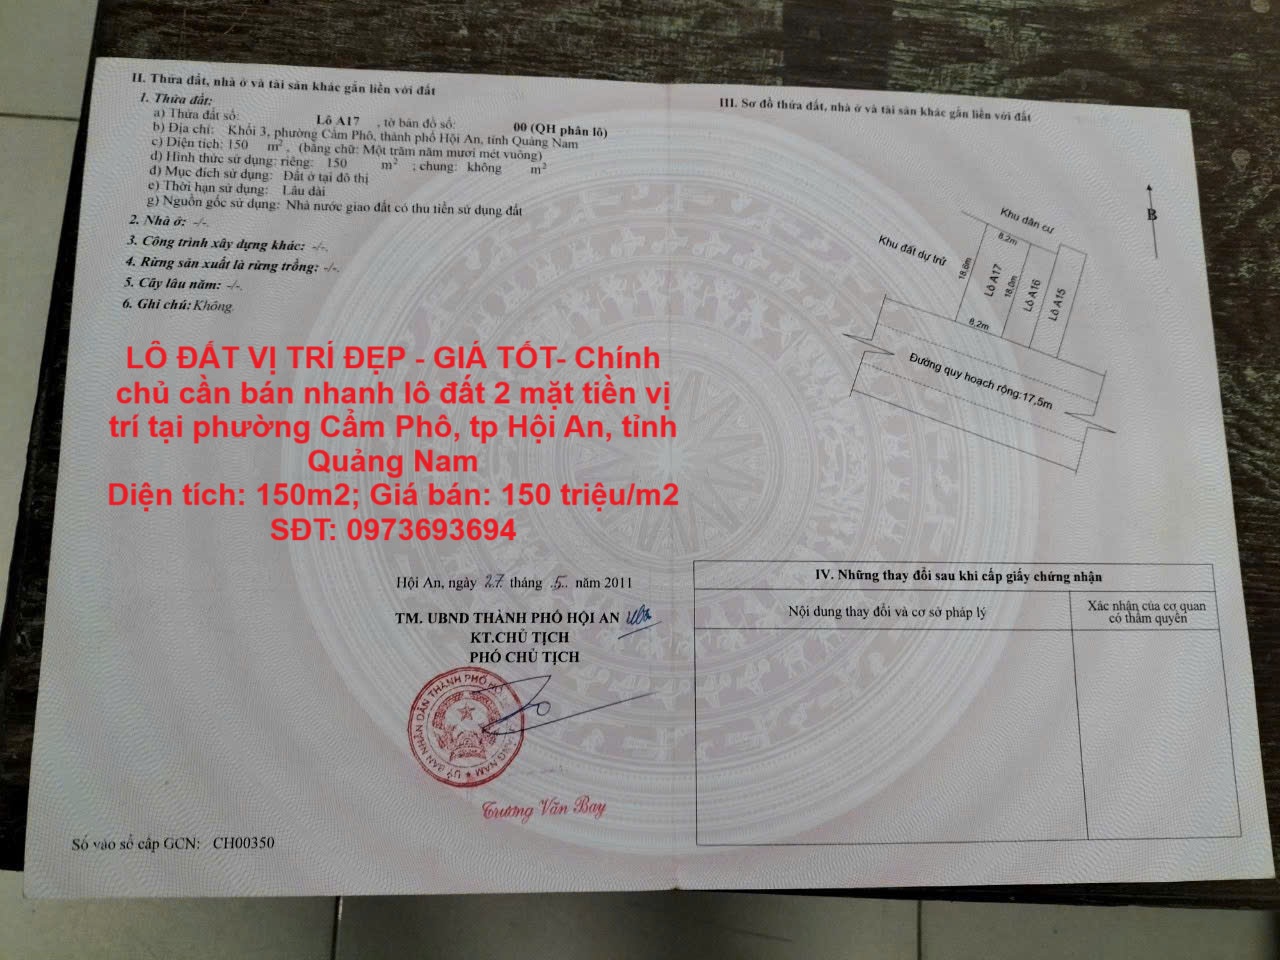 II. Thửa đất, nhà ở và tài sản khác gắn liền với đất
1. Thửa đất:
a) Thửa đất số: Lô A17 , tờ bản đồ số: 00 (QH phân lô)
b) Địa chỉ: Khối 3, phường Cẩm Phô, thành phố Hội An, tỉnh Quảng Nam
c) Diện tích: 150 m², (bằng chữ: Một trăm năm mươi mét vuông)
d) Hình thức sử dụng: riêng: 150 m² ; chung: không m²
đ) Mục đích sử dụng: Đất ở tại đô thị
e) Thời hạn sử dụng: Lâu dài
g) Nguồn gốc sử dụng: Nhà nước giao đất có thu tiền sử dụng đất
2. Nhà ở: -/-.
3. Công trình xây dựng khác: -/-.
4. Rừng sản xuất là rừng trồng: -/-.
5. Cây lâu năm: -/-.
6. Ghi chú: Không.
LÔ ĐẤT VỊ TRÍ ĐẸP - GIÁ TỐT- Chính
chủ cần bán nhanh lô đất 2 mặt tiền vị
trí tại phường Cẩm Phô, tp Hội An, tỉnh
Quảng Nam
Diện tích: 150m2; Giá bán: 150 triệu/m2
SĐT: 0973693694
Hội An, ngày 27 tháng 5 năm 2011
TM. UBND THÀNH PHỐ HỘI AN
KT.CHỦ TỊCH
PHÓ CHỦ TỊCH
ỦY BAN NHÂN DÂN THÀNH PHỐ
NAM
Trương Văn Bay
Số vào sổ cấp GCN: CH00350
III. Sơ đồ thửa đất, nhà ở và tài sản khác gắn liền với đất
B
Khu dân cư
Khu đất dự trữ
8.2m
18.6m
Lô A17
18.0m
Lô A16
Lô A15
8.2m
Đường quy hoạch rộng:17,5m
IV. Những thay đổi sau khi cấp giấy chứng nhận
Nội dung thay đổi và cơ sở pháp lý
Xác nhận của cơ quan
có thẩm quyền